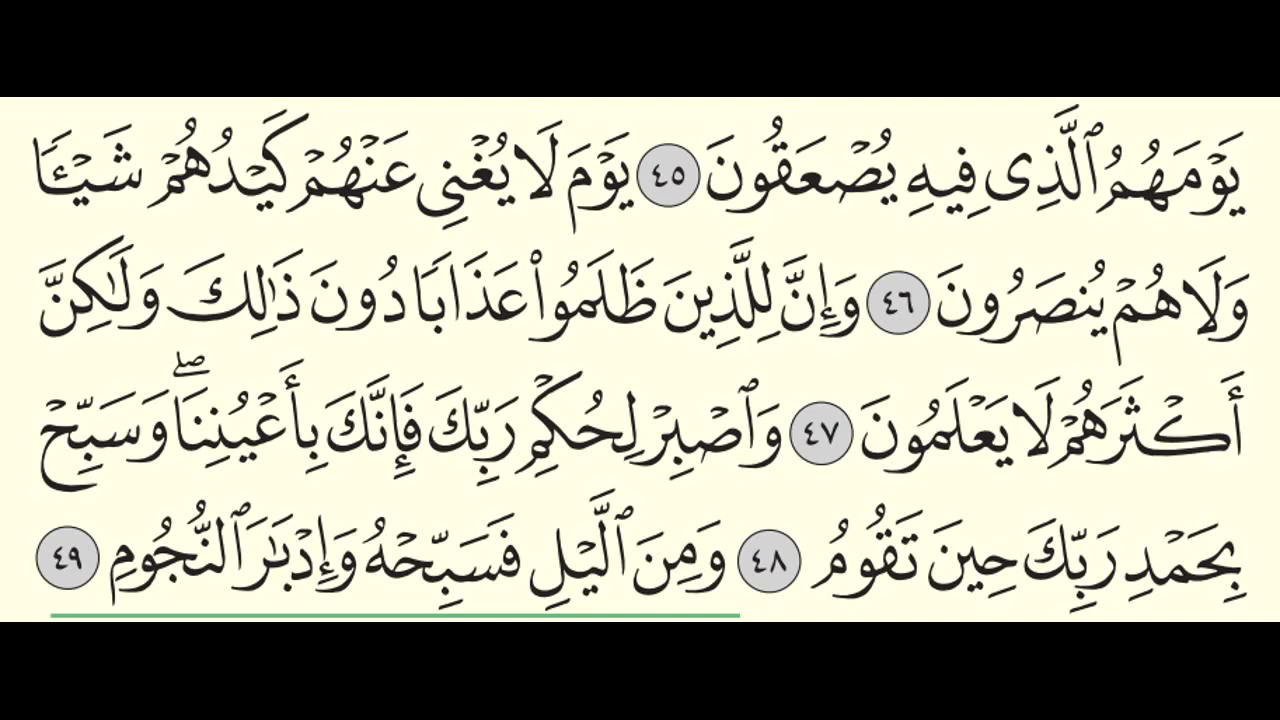 يَوْمَهُمُ ٱلَّذِى فِيهِ يُصْعَقُونَ ٤٥ يَوْمَ لَا يُغْنِى عَنْهُمْ كَيْدُهُمْ شَيْـًٔا
وَلَا هُمْ يُنصَرُونَ ٤٦ وَإِنَّ لِلَّذِينَ ظَلَمُوا۟ عَذَابًا دُونَ ذَٰلِكَ وَلَـٰكِنَّ
أَكْثَرَهُمْ لَا يَعْلَمُونَ ٤٧ وَٱصْبِرْ لِحُكْمِ رَبِّكَ فَإِنَّكَ بِأَعْيُنِنَا ۖ وَسَبِّحْ
بِحَمْدِ رَبِّكَ حِينَ تَقُومُ ٤٨ وَمِنَ ٱلَّيْلِ فَسَبِّحْهُ وَإِدْبَـٰرَ ٱلنُّجُومِ ٤٩